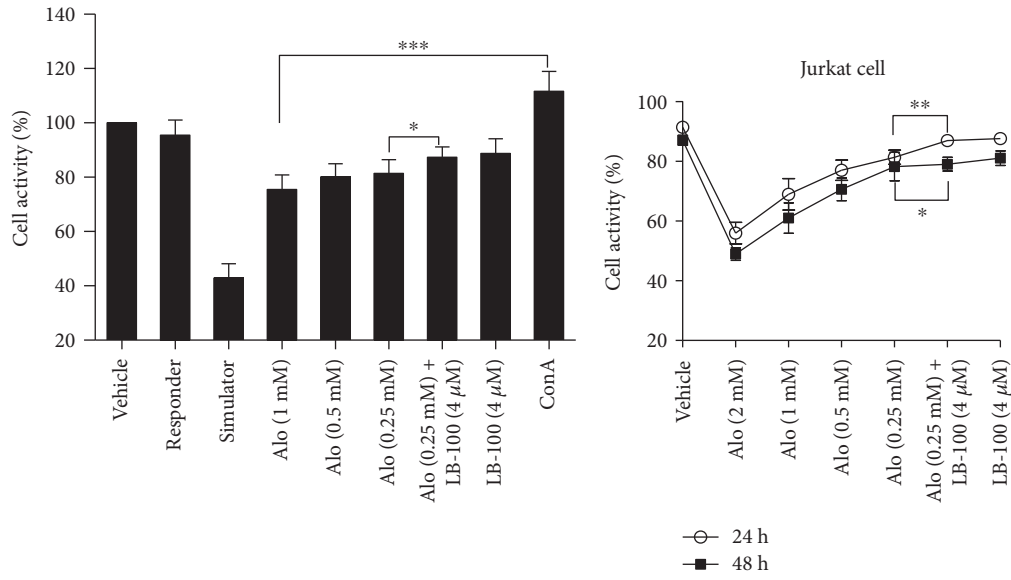 140
120
100
80
60
40
20
Cell activity (%)
***
*
Vehicle
Responder
Simulator
Alo (1 mM)
Alo (0.5 mM)
Alo (0.25 mM)
Alo (0.25 mM) +
LB-100 (4 μM)
LB-100 (4 μM)
ConA
Jurkat cell
100
80
60
40
20
Cell activity (%)
**
*
Vehicle
Alo (2 mM)
Alo (1 mM)
Alo (0.5 mM)
Alo (0.25 mM)
Alo (0.25 mM) +
LB-100 (4 μM)
LB-100 (4 μM)
24 h
48 h